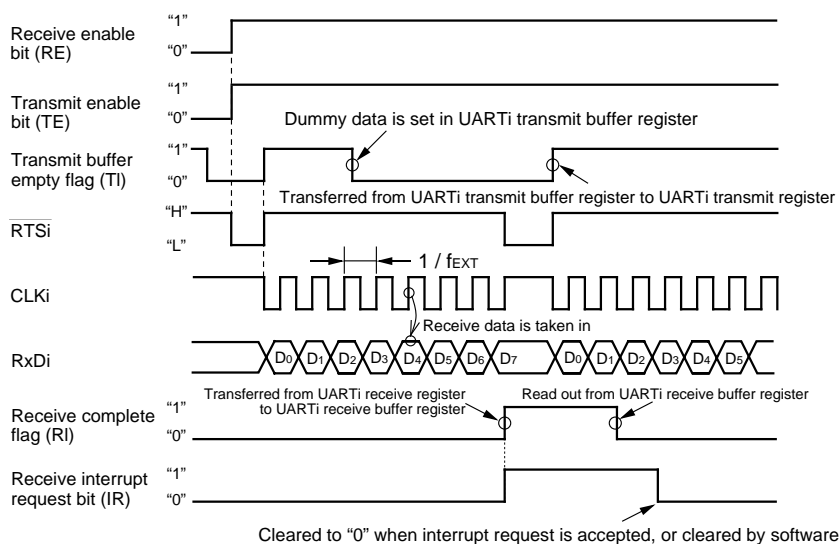 Receive enable
bit (RE)
“1”
“0”
Transmit enable
bit (TE)
“1”
“0”
Dummy data is set in UARTi transmit buffer register
Transmit buffer
empty flag (TI)
“1”
“0”
Transferred from UARTi transmit buffer register to UARTi transmit register
RTSi
“H”
“L”
1 / fEXT
CLKi
Receive data is taken in
RxDi
D0 D1 D2 D3 D4 D5 D6 D7 D0 D1 D2 D3 D4 D5
Transferred from UARTi receive register
to UARTi receive buffer register
Read out from UARTi receive buffer register
Receive complete
flag (RI)
“1”
“0”
Receive interrupt
request bit (IR)
“1”
“0”
Cleared to “0” when interrupt request is accepted, or cleared by software